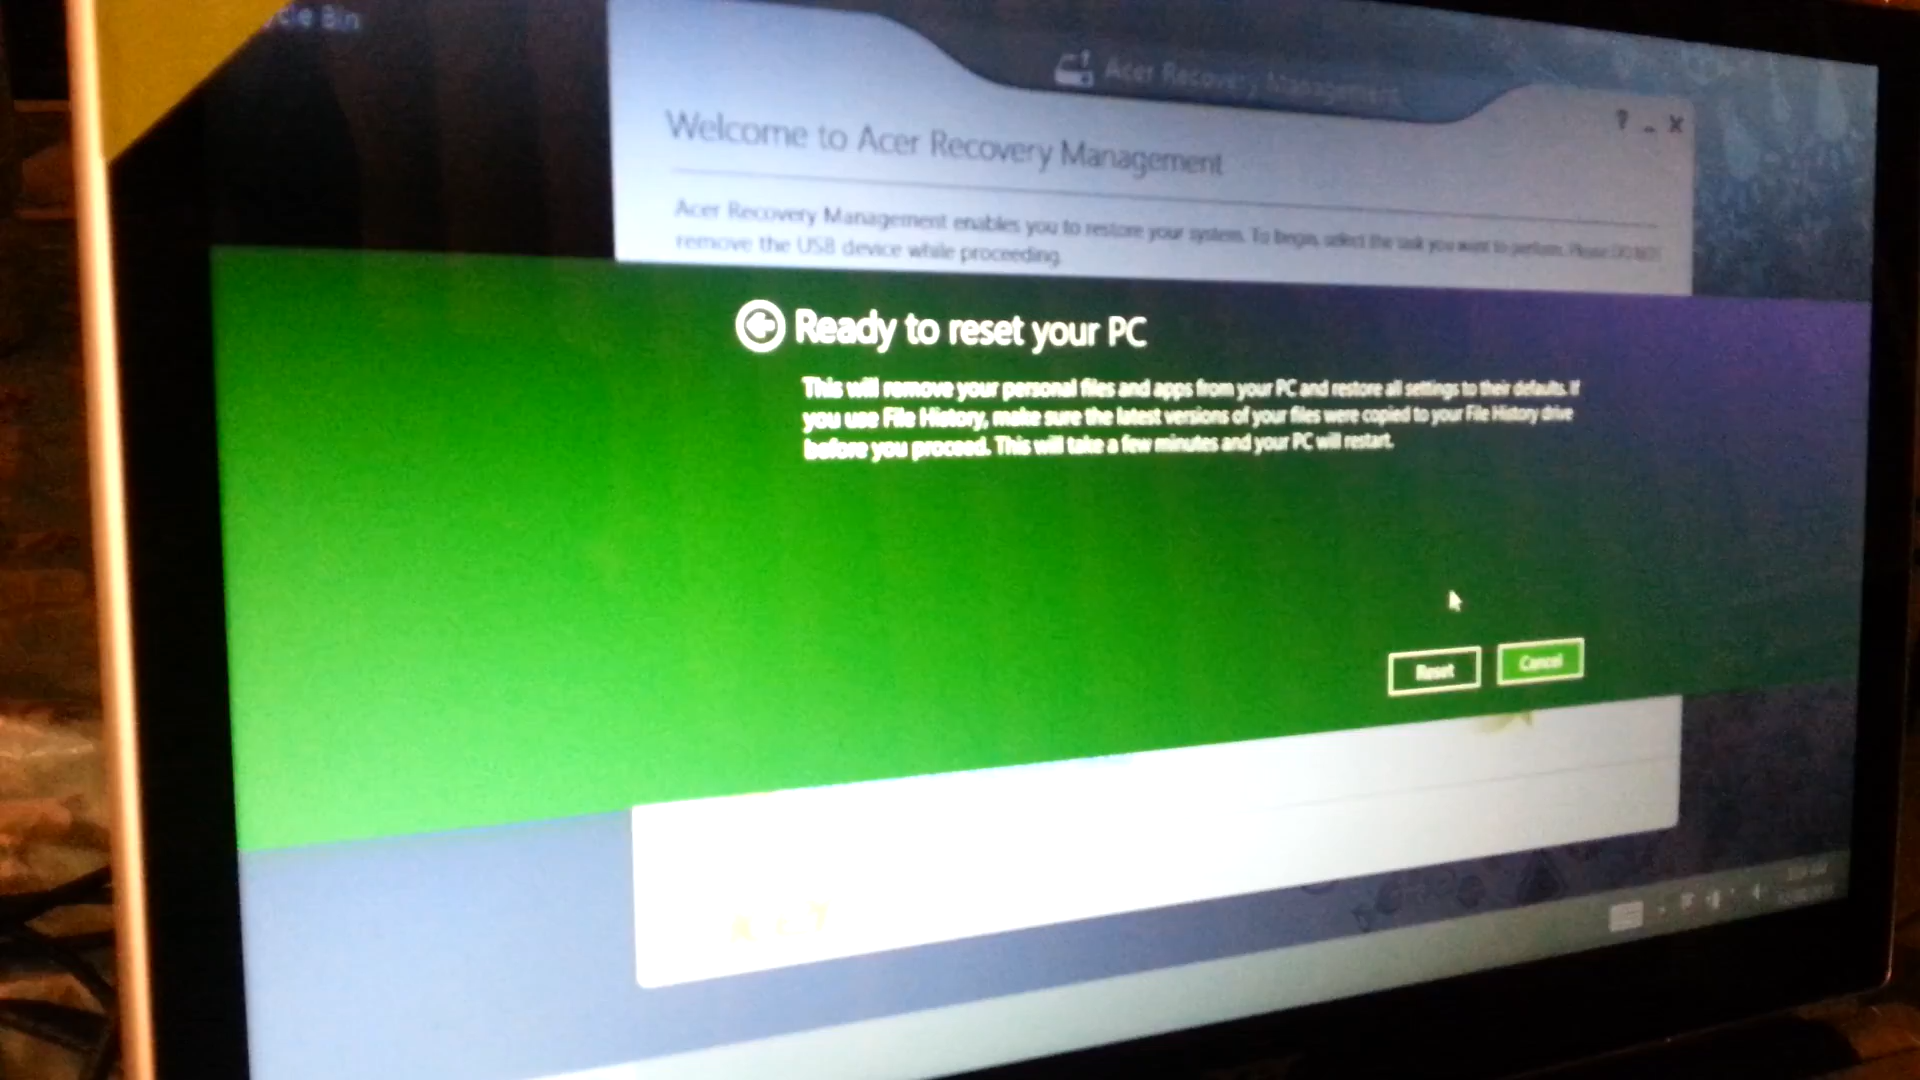 cle Bin
Acer Recovery Management
? _ X
Welcome to Acer Recovery Management
Acer Recovery Management enables you to restore your system. To begin, select the task you want to perform. Please DO NOT
remove the USB device while proceeding.
Ready to reset your PC
This will remove your personal files and apps from your PC and restore all settings to their defaults. If
you use File History, make sure the latest versions of your files were copied to your File History drive
before you proceed. This will take a few minutes and your PC will restart.
Reset
Cancel